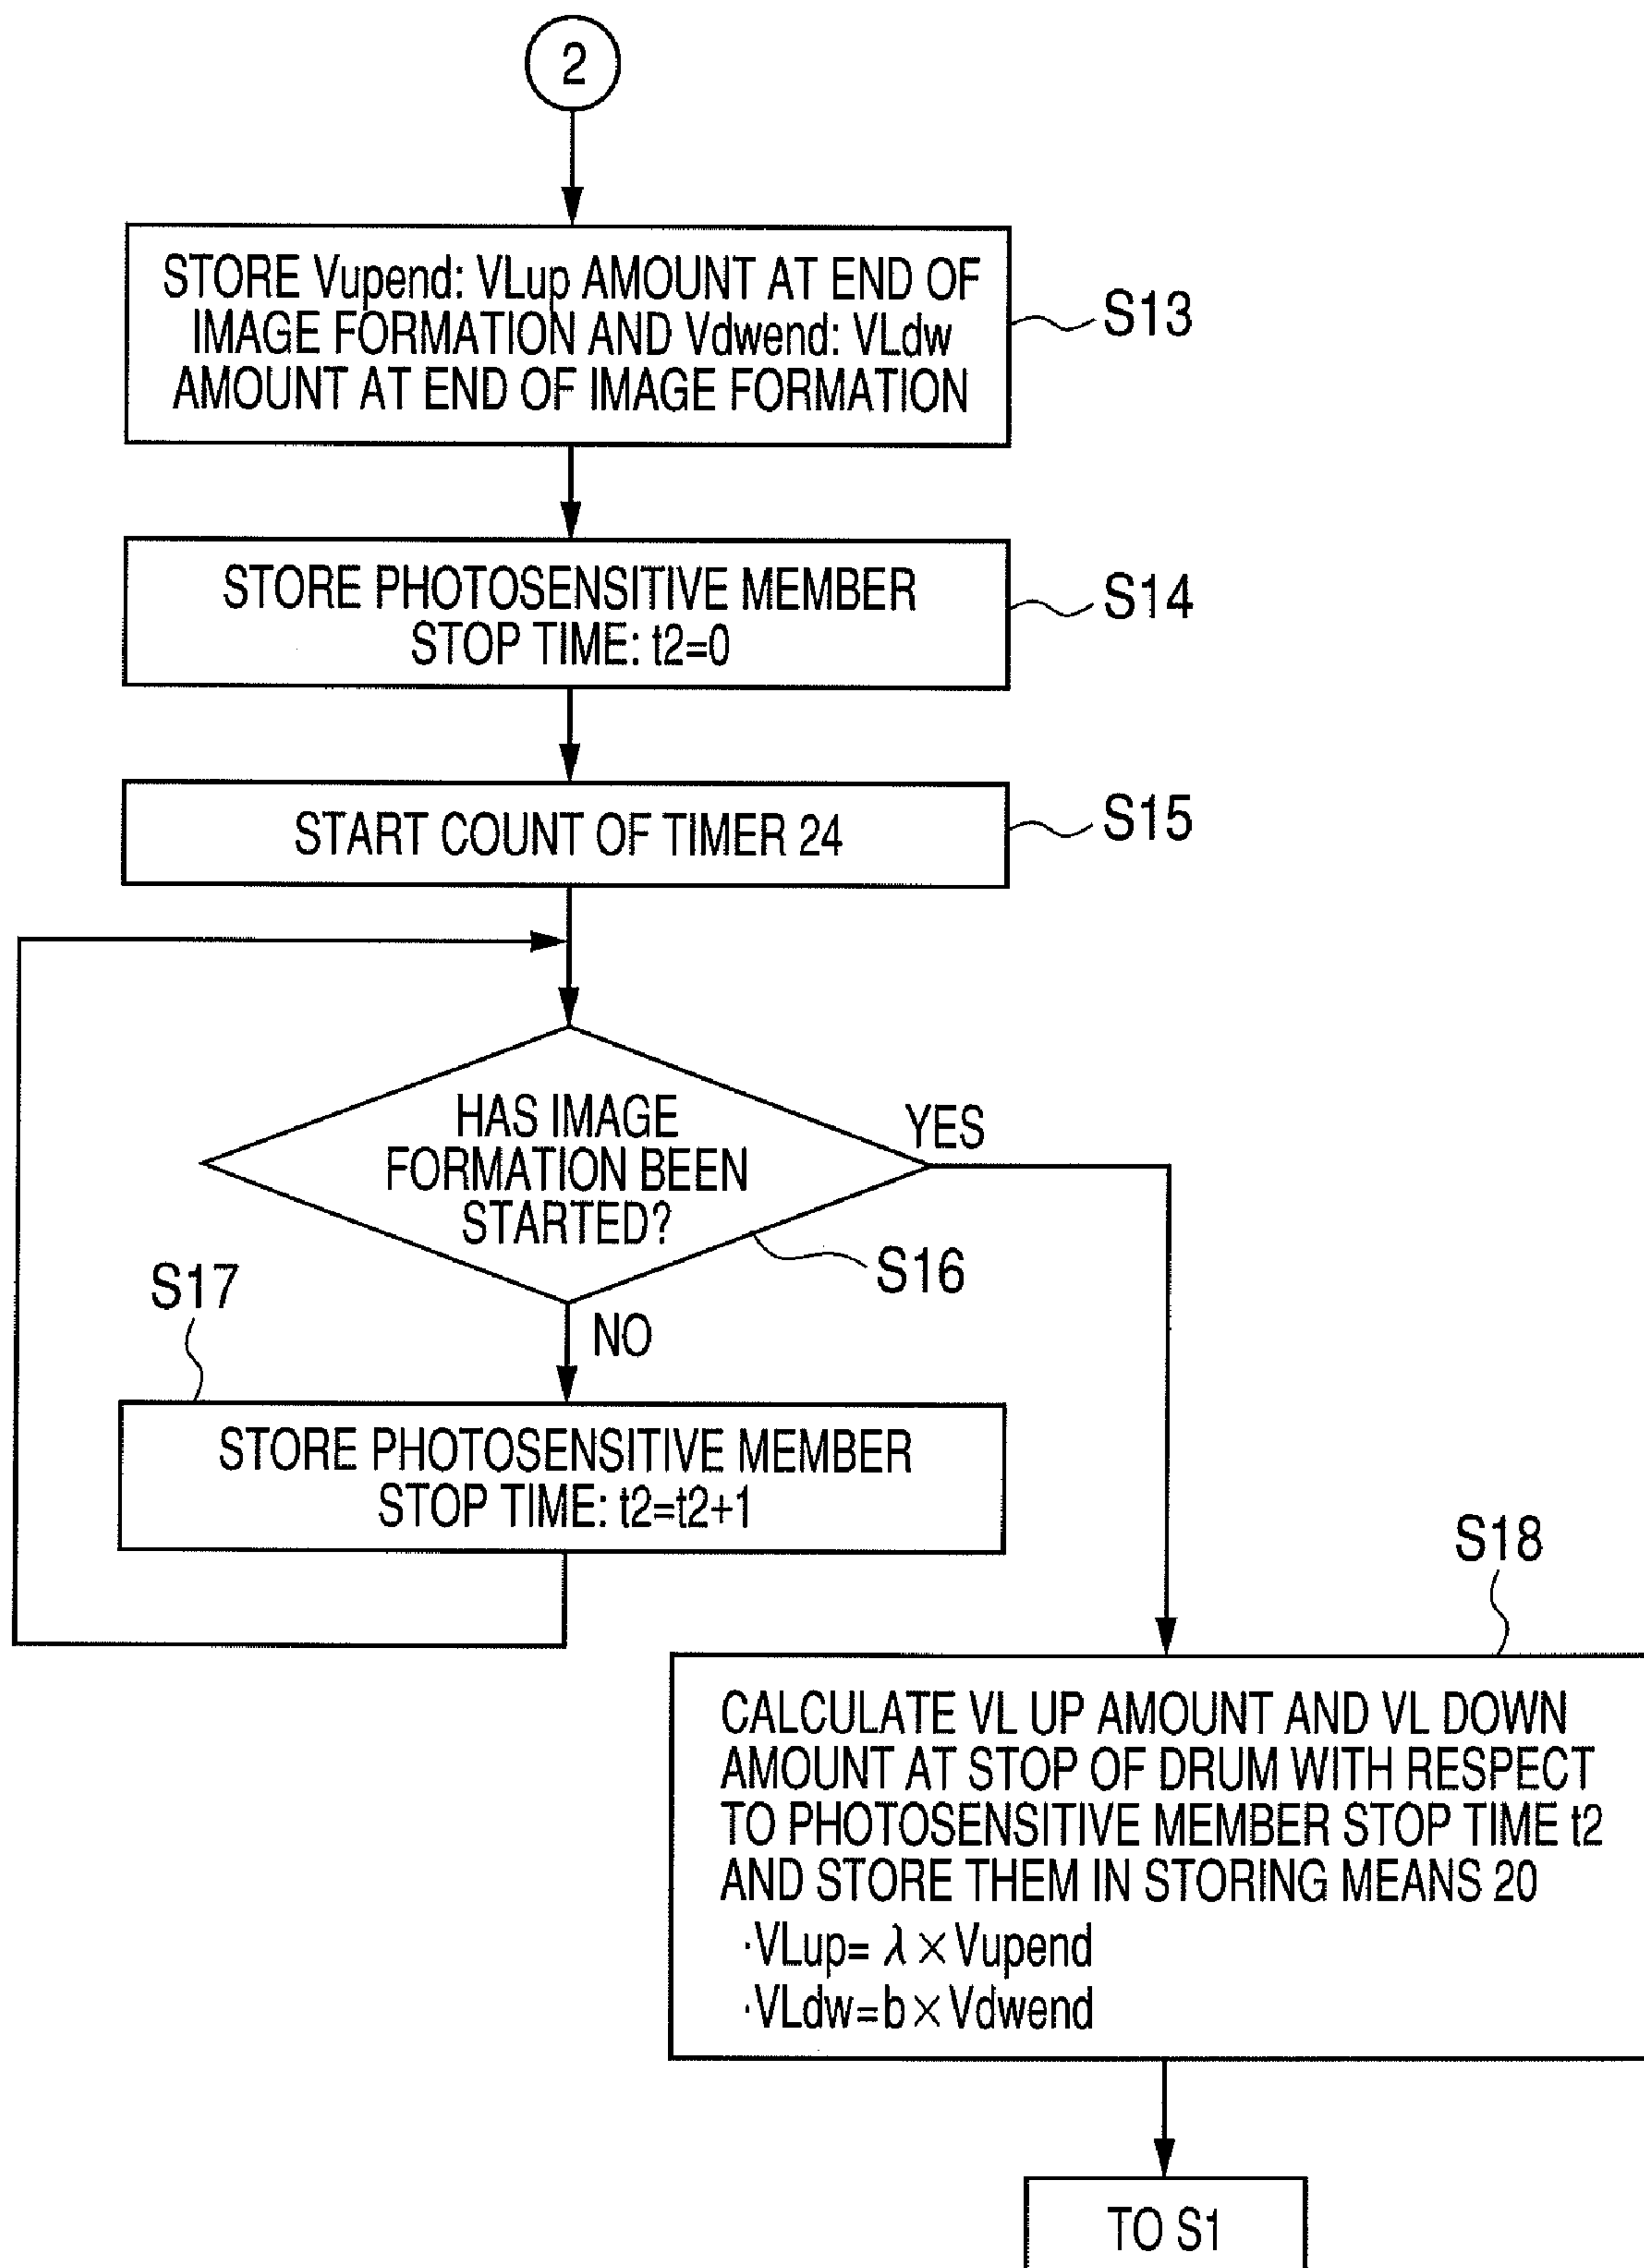 2
STORE Vupend: VLup AMOUNT AT END OF
IMAGE FORMATION AND Vdwend: VLdw
AMOUNT AT END OF IMAGE FORMATION
S13
STORE PHOTOSENSITIVE MEMBER
STOP TIME: t2=0
S14
START COUNT OF TIMER 24
S15
HAS IMAGE
FORMATION BEEN
STARTED?
YES
S16
NO
S17
STORE PHOTOSENSITIVE MEMBER
STOP TIME: t2=t2+1
S18
CALCULATE VL UP AMOUNT AND VL DOWN
AMOUNT AT STOP OF DRUM WITH RESPECT
TO PHOTOSENSITIVE MEMBER STOP TIME t2
AND STORE THEM IN STORING MEANS 20
·VLup= λ×Vupend
·VLdw=b×Vdwend
TO S1